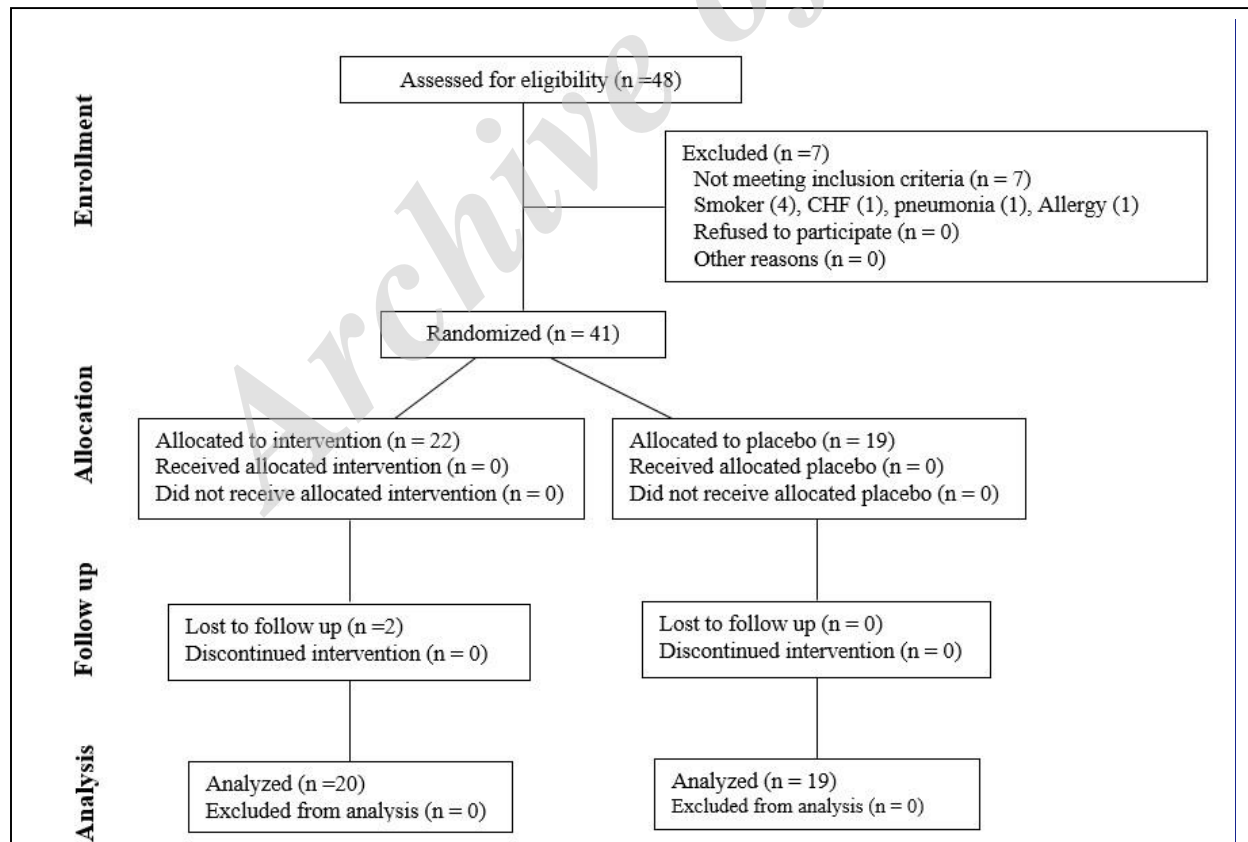 Archive of
Enrollment
Assessed for eligibility (n =48)
Excluded (n =7)
Not meeting inclusion criteria (n = 7)
Smoker (4), CHF (1), pneumonia (1), Allergy (1)
Refused to participate (n = 0)
Other reasons (n = 0)
Randomized (n = 41)
Allocation
Allocated to intervention (n = 22)
Received allocated intervention (n = 0)
Did not receive allocated intervention (n = 0)
Allocated to placebo (n = 19)
Received allocated placebo (n = 0)
Did not receive allocated placebo (n = 0)
Follow up
Lost to follow up (n =2)
Discontinued intervention (n = 0)
Lost to follow up (n = 0)
Discontinued intervention (n = 0)
Analysis
Analyzed (n =20)
Excluded from analysis (n = 0)
Analyzed (n = 19)
Excluded from analysis (n = 0)